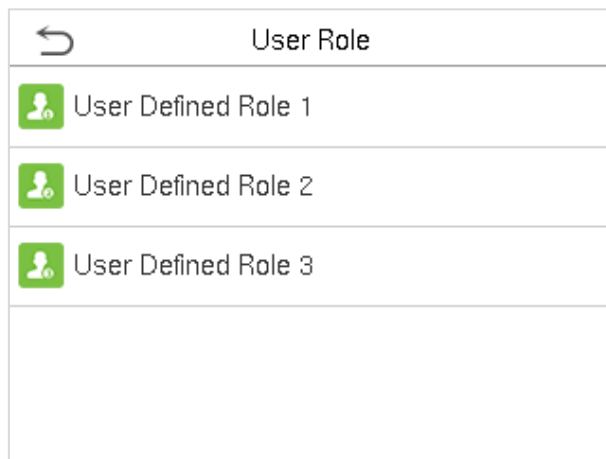 User Role
User Defined Role 1
User Defined Role 2
User Defined Role 3